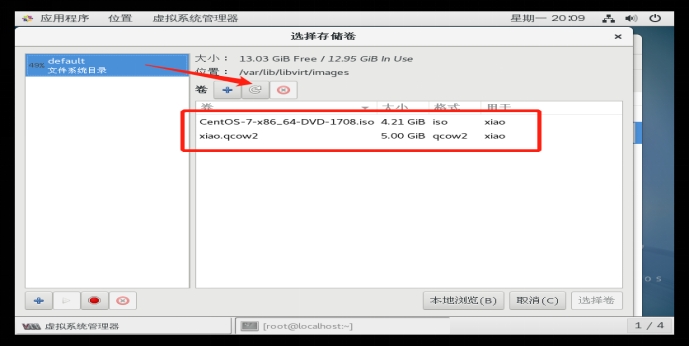 应用程序 位置 虚拟系统管理器 星期一 20:09
选择存储卷
49% default
文件系统目录
大小： 13.03 GiB Free / 12.95 GiB In Use
位置： /var/lib/libvirt/images
卷
卷 大小 格式 用于
CentOS-7-x86_64-DVD-1708.iso 4.21 GiB iso xiao
xiao.qcow2 5.00 GiB qcow2 xiao
本地浏览(B) 取消(C) 选择卷
虚拟系统管理器 [root@localhost:~] 1 / 4